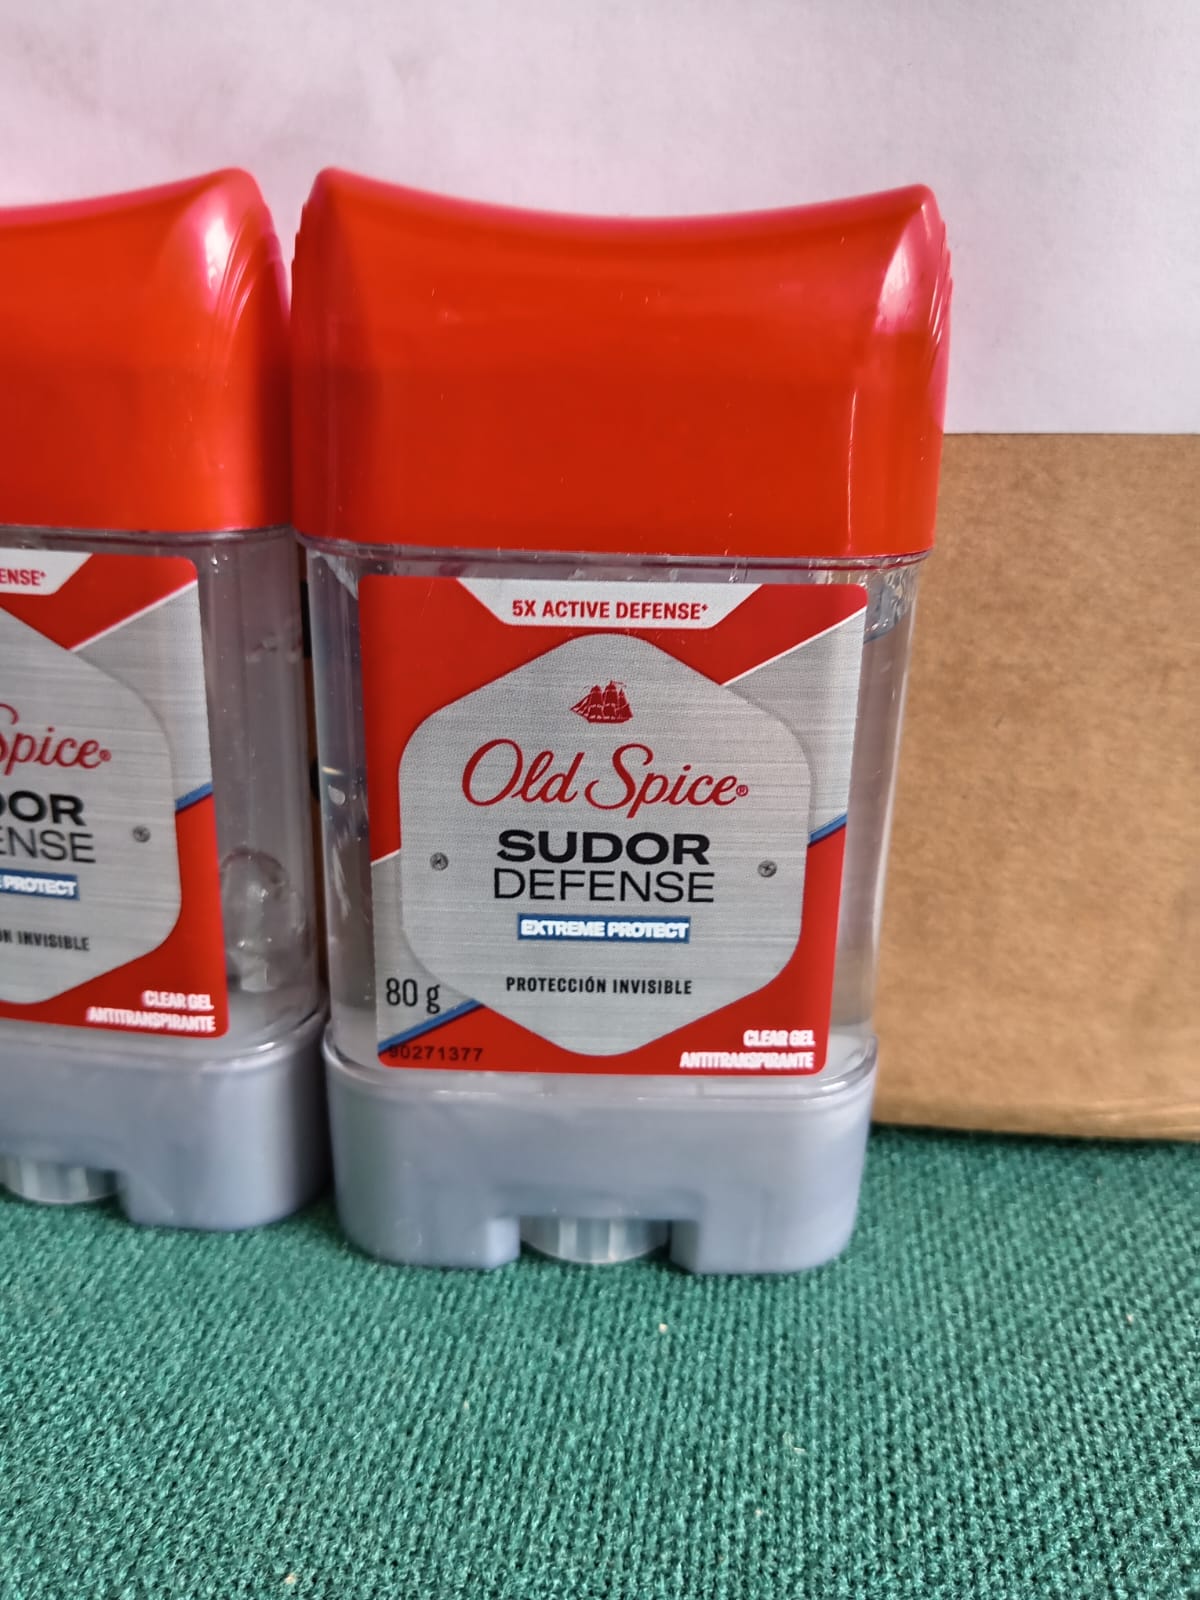 ENSE*
Spice®
DOR
ENSE
PROTECT
ÓN INVISIBLE
CLEAR GEL
ANTITRANSPIRANTE
5X ACTIVE DEFENSE*
Old Spice®
SUDOR
DEFENSE
EXTREME PROTECT
PROTECCIÓN INVISIBLE
80 g
90271377
CLEAR GEL
ANTITRANSPIRANTE